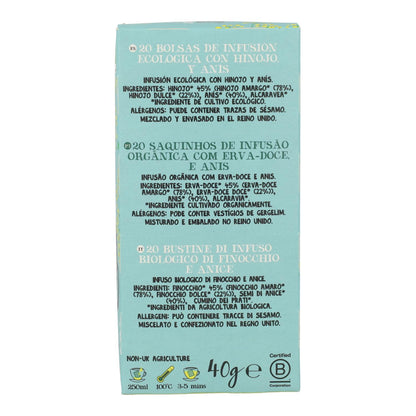 ES 20 BOLSAS DE INFUSIÓN
ECOLÓGICA CON HINOJO
Y ANÍS
INFUSIÓN ECOLÓGICA CON HINOJO Y ANÍS.
INGREDIENTES: HINOJO* 45% (HINOJO AMARGO* (78%),
HINOJO DULCE* (22%)), ANÍS* (40%), ALCARAVEA*
*INGREDIENTE DE CULTIVO ECOLÓGICO.
ALÉRGENOS: PUEDE CONTENER TRAZAS DE SÉSAMO.
MEZCLADO Y ENVASADO EN EL REINO UNIDO.
PT 20 SAQUINHOS DE INFUSÃO
ORGÂNICA COM ERVA-DOCE
E ANIS
INFUSÃO ORGÂNICA COM ERVA-DOCE E ANIS.
INGREDIENTES: ERVA-DOCE* 45% (ERVA-DOCE
AMARGO* (78%), ERVA-DOCE DOCE* (22%)),
ANIS* (40%), ALCARAVIA*
*INGREDIENTE CULTIVADO ORGANICAMENTE.
ALÉRGENOS: PODE CONTER VESTÍGIOS DE GERGELIM.
MISTURADO E EMBALADO NO REINO UNIDO.
IT 20 BUSTINE DI INFUSO
BIOLOGICO DI FINOCCHIO
E ANICE
INFUSO BIOLOGICO DI FINOCCHIO E ANICE.
INGREDIENTI: FINOCCHIO* 45% (FINOCCHIO AMARO*
(78%), FINOCCHIO DOLCE* (22%)), SEMI DI ANICE*
(40%), CUMINO DEI PRATI*
*INGREDIENTI DA AGRICOLTURA BIOLOGICA.
ALLERGENI: PUÒ CONTENERE TRACCE DI SESAMO.
MISCELATO E CONFEZIONATO NEL REGNO UNITO.
NON-UK AGRICULTURE
250ml 100°C 3-5 mins
40g e
Certified
B
Corporation